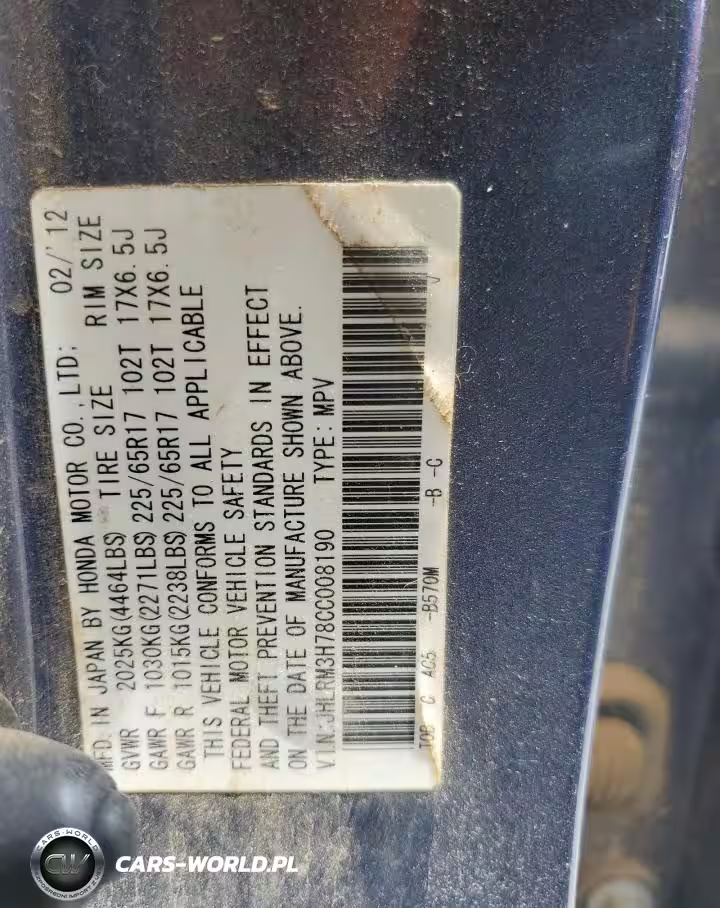 MFD. IN JAPAN BY HONDA MOTOR CO.,LTD; 02/'12
GVWR 2025KG(4464LBS) TIRE SIZE RIM SIZE
GAWR F 1030KG(2271LBS) 225/65R17 102T 17X6.5J
GAWR R 1015KG(2238LBS) 225/65R17 102T 17X6.5J
THIS VEHICLE CONFORMS TO ALL APPLICABLE
FEDERAL MOTOR VEHICLE SAFETY
AND THEFT PREVENTION STANDARDS IN EFFECT
ON THE DATE OF MANUFACTURE SHOWN ABOVE.
V.I.N:JHLRM3H78CC008190 TYPE:MPV
C AC5 -B570M -B -C
CARS-WORLD
CW
CARS-WORLD.PL